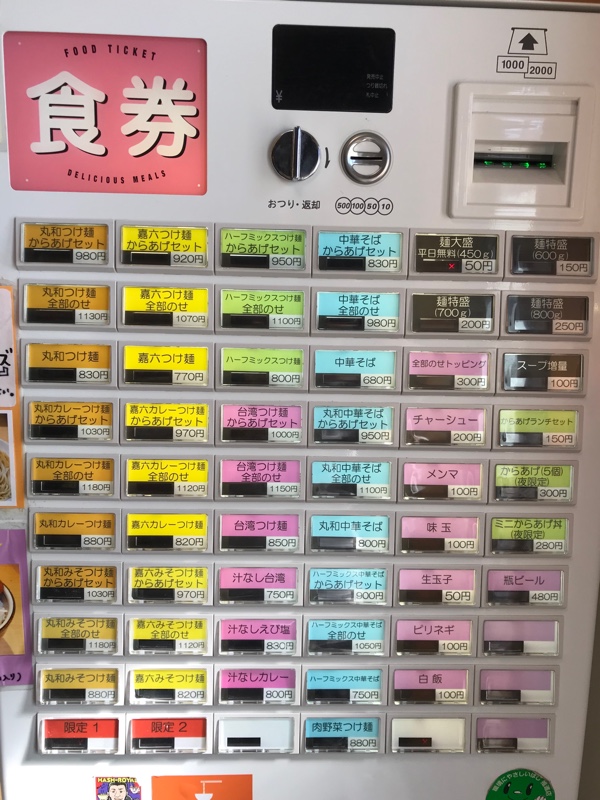 FOOD TICKET
食券
DELICIOUS MEALS
¥
おつり・返却
500 100 50 10
1000
2000
丸和つけ麺
からあげセット
980円
嘉六つけ麺
からあげセット
920円
ハーフミックスつけ麺
からあげセット
950円
中華そば
からあげセット
830円
麺大盛
平日無料(450g)
50円
麺特盛
(600g)
150円
丸和つけ麺
全部のせ
1130円
嘉六つけ麺
全部のせ
1070円
ハーフミックスつけ麺
全部のせ
1100円
中華そば
全部のせ
980円
麺特盛
(700g)
200円
麺特盛
(800g)
250円
丸和つけ麺
830円
嘉六つけ麺
770円
ハーフミックスつけ麺
800円
中華そば
680円
全部のせトッピング
300円
スープ増量
100円
丸和カレーつけ麺
からあげセット
1030円
嘉六カレーつけ麺
からあげセット
970円
台湾つけ麺
からあげセット
1000円
丸和中華そば
からあげセット
950円
チャーシュー
200円
からあげランチセット
150円
丸和カレーつけ麺
全部のせ
1180円
嘉六カレーつけ麺
全部のせ
1120円
台湾つけ麺
全部のせ
1150円
丸和中華そば
全部のせ
1100円
メンマ
100円
からあげ(5個)
(夜限定)
300円
丸和カレーつけ麺
880円
嘉六カレーつけ麺
820円
台湾つけ麺
850円
丸和中華そば
800円
味玉
100円
ミニからあげ丼
(夜限定)
280円
丸和みそつけ麺
からあげセット
1030円
嘉六みそつけ麺
からあげセット
970円
汁なし台湾
750円
ハーフミックス中華そば
からあげセット
900円
生玉子
50円
瓶ビール
480円
丸和みそつけ麺
全部のせ
1180円
嘉六みそつけ麺
全部のせ
1120円
汁なしえび塩
830円
ハーフミックス中華そば
全部のせ
1050円
ピリネギ
100円
丸和みそつけ麺
880円
嘉六みそつけ麺
820円
汁なしカレー
800円
ハーフミックス中華そば
750円
白飯
100円
限定1
限定2
肉野菜つけ麺
880円
MASH-ROYAL